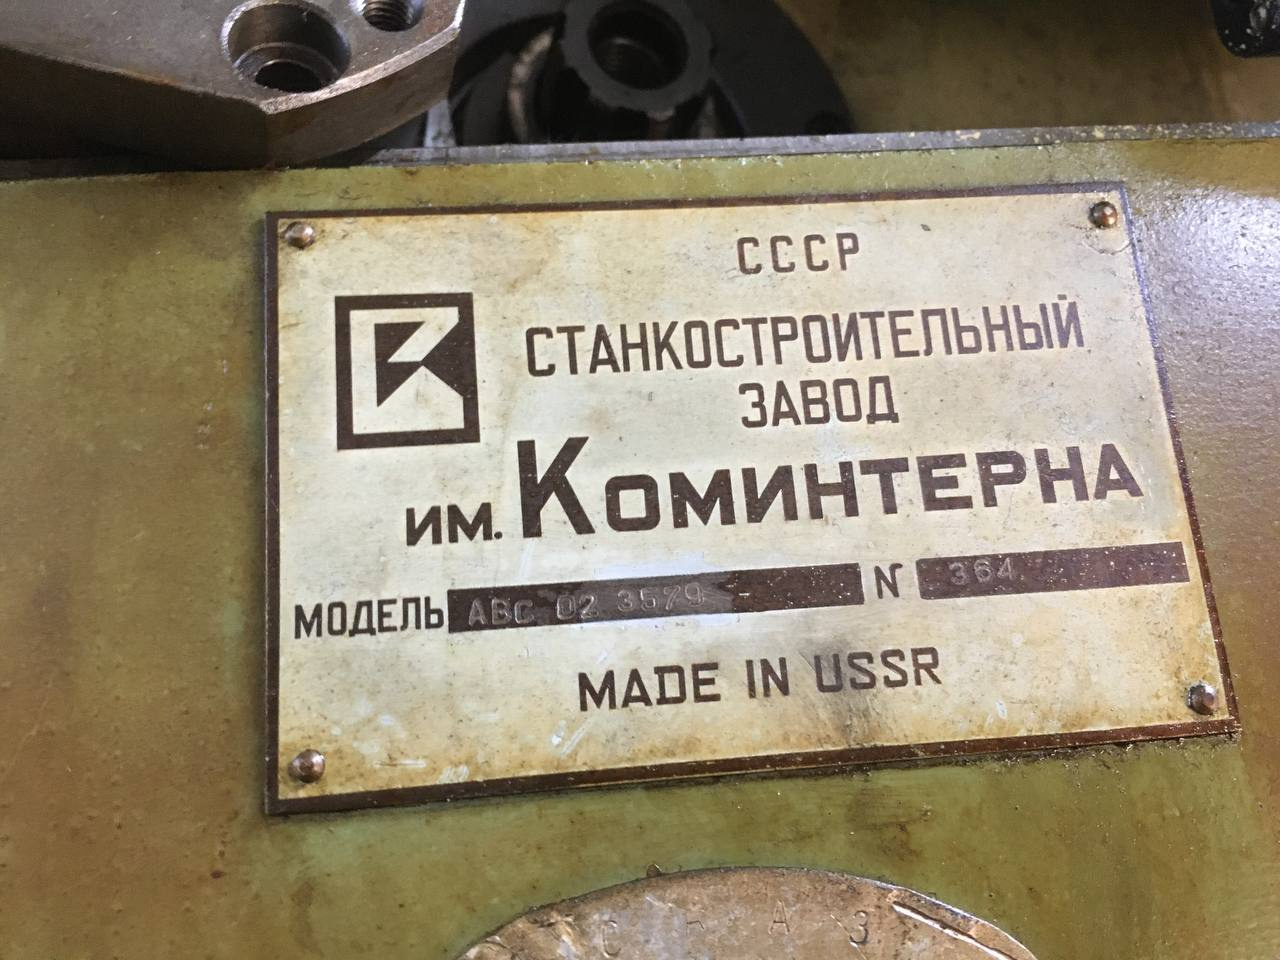 СССР
СТАНКОСТРОИТЕЛЬНЫЙ
ЗАВОД
им. КОМИНТЕРНА
МОДЕЛЬ АВС 02 3579 N 364
MADE IN USSR